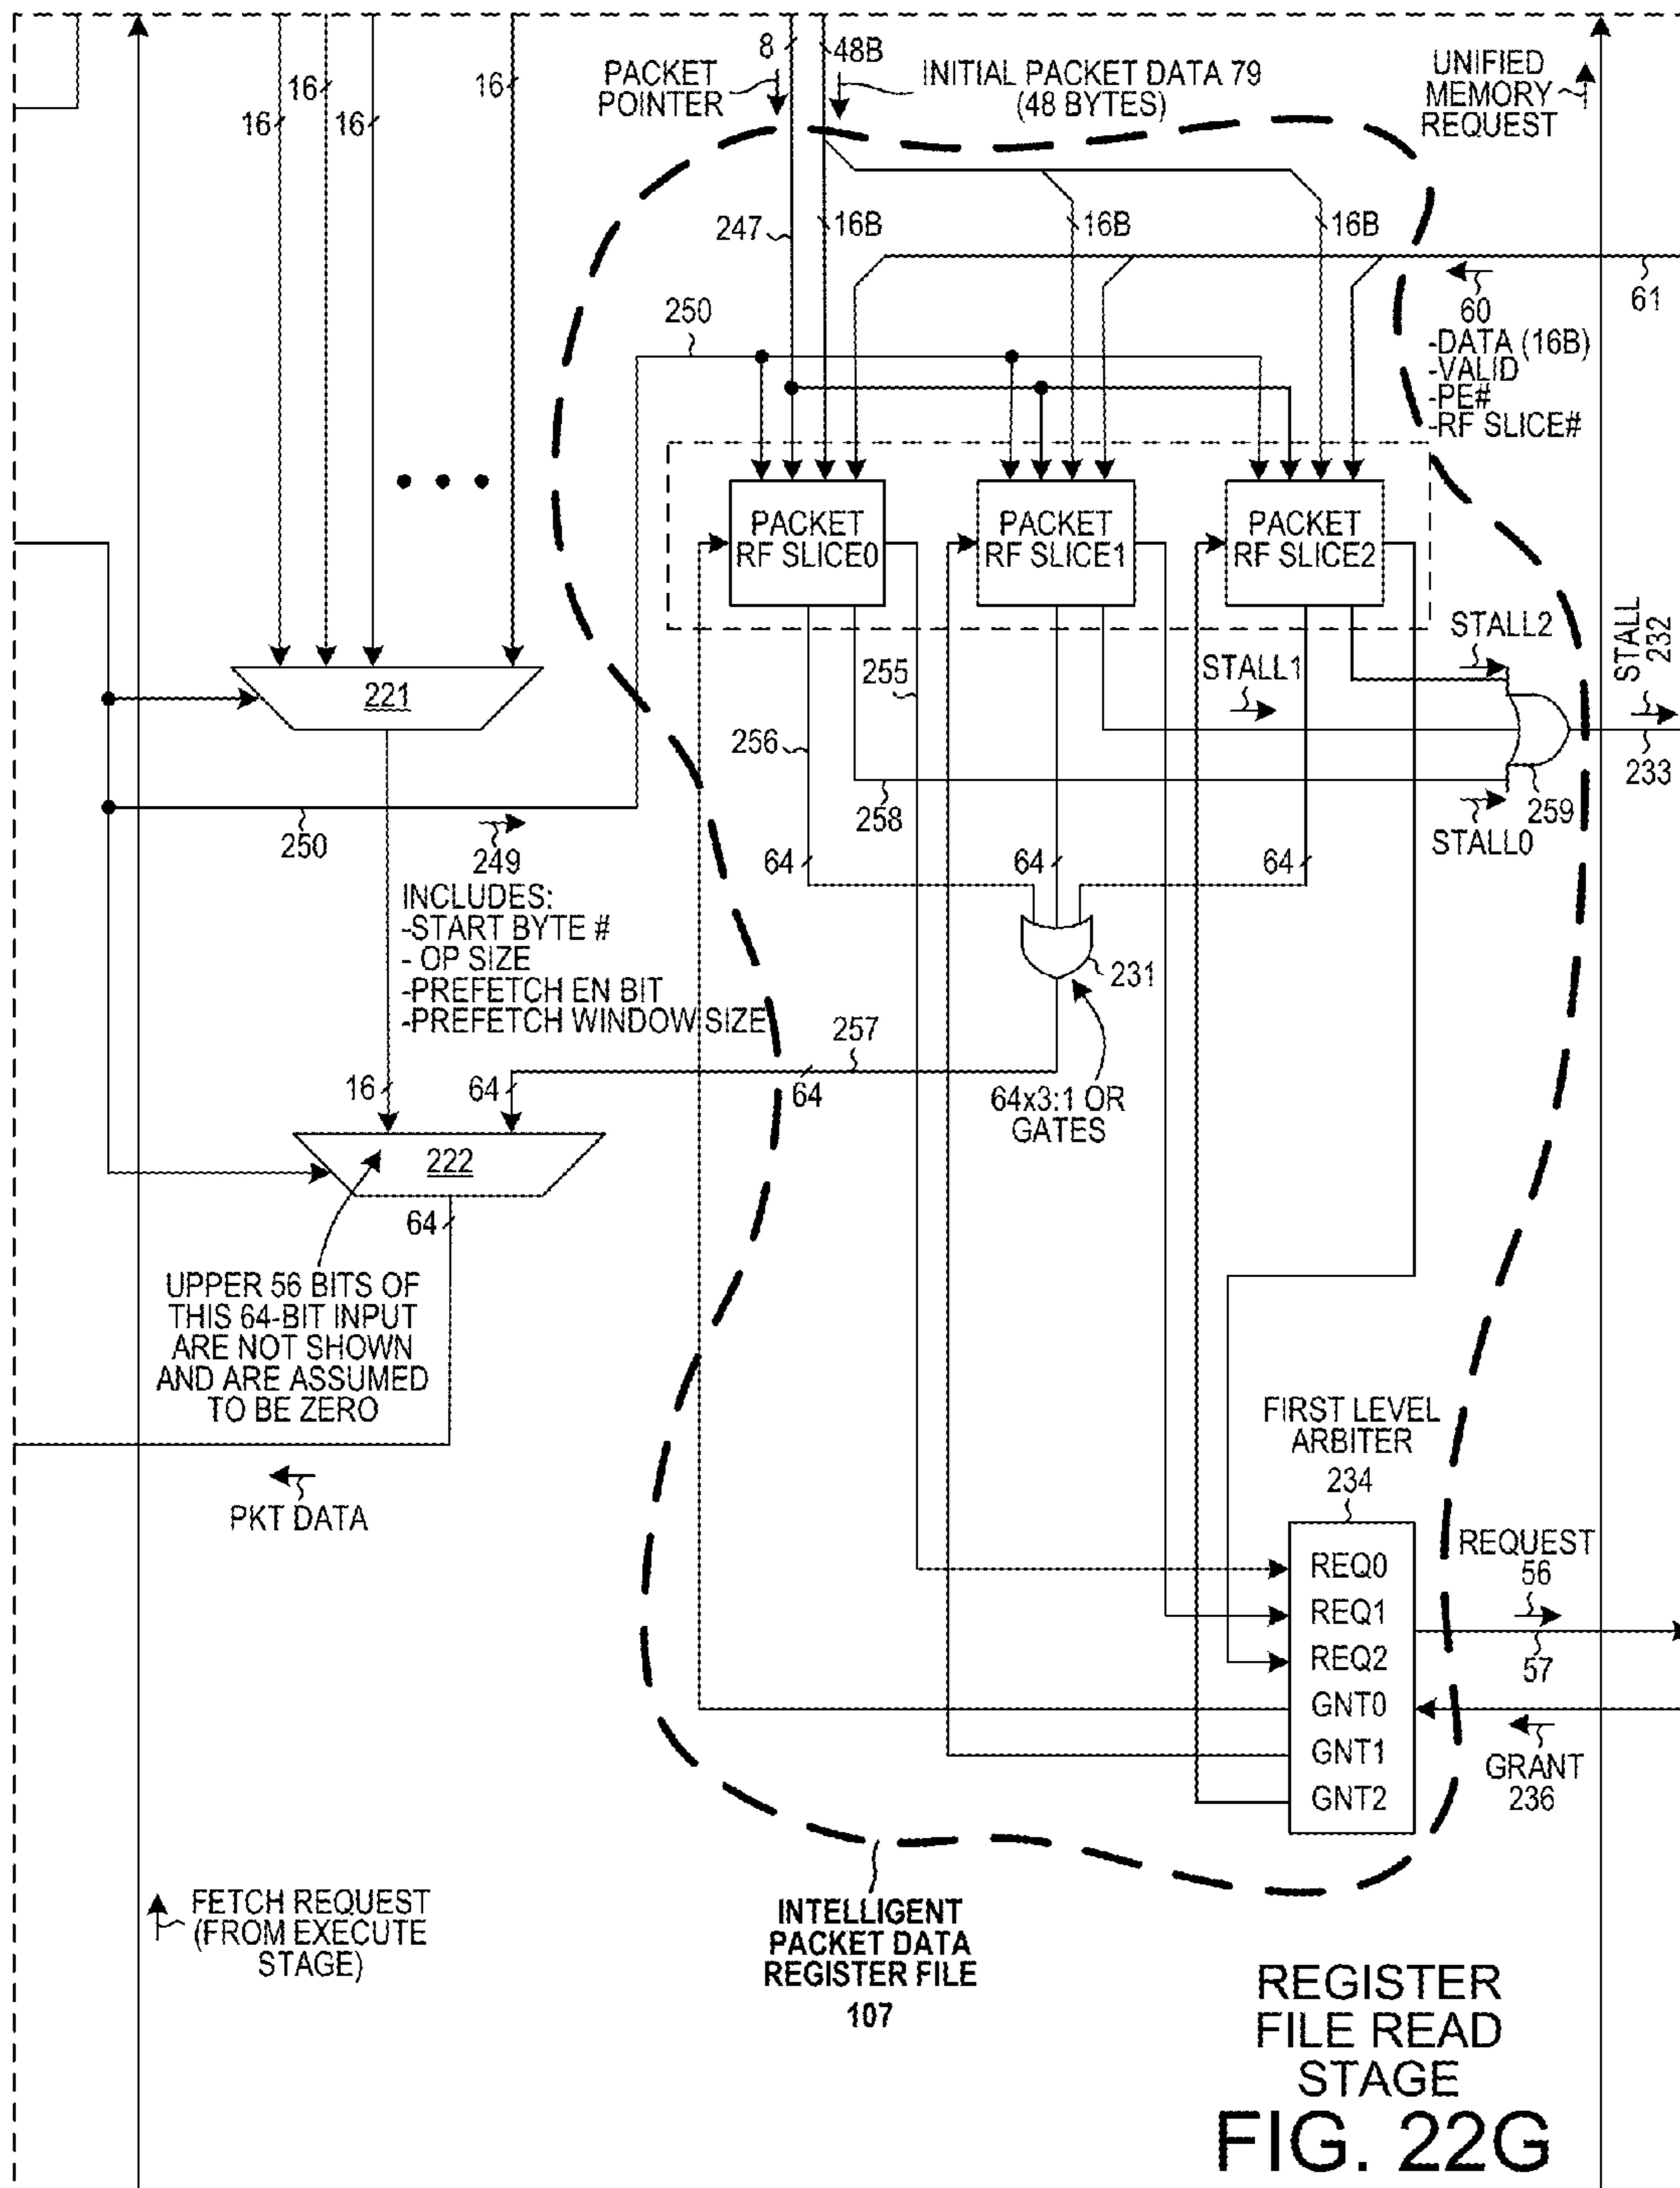 8
48B
PACKET
POINTER
INITIAL PACKET DATA 79
(48 BYTES)
UNIFIED
MEMORY
REQUEST
16
16
16
16
247
16B
16B
16B
61
60
-DATA (16B)
-VALID
-PE#
-RF SLICE#
250
PACKET
RF SLICE0
PACKET
RF SLICE1
PACKET
RF SLICE2
STALL2
STALL
232
STALL1
255
221
256
233
258
259
STALL0
250
249
INCLUDES:
-START BYTE #
- OP SIZE
-PREFETCH EN BIT
-PREFETCH WINDOW SIZE
64
64
64
231
257
64
64x3:1 OR
GATES
16
64
222
64
UPPER 56 BITS OF
THIS 64-BIT INPUT
ARE NOT SHOWN
AND ARE ASSUMED
TO BE ZERO
PKT DATA
FIRST LEVEL
ARBITER
234
REQ0
REQ1
REQ2
GNT0
GNT1
GNT2
REQUEST
56
57
GRANT
236
FETCH REQUEST
(FROM EXECUTE
STAGE)
INTELLIGENT
PACKET DATA
REGISTER FILE
107
REGISTER
FILE READ
STAGE
FIG. 22G